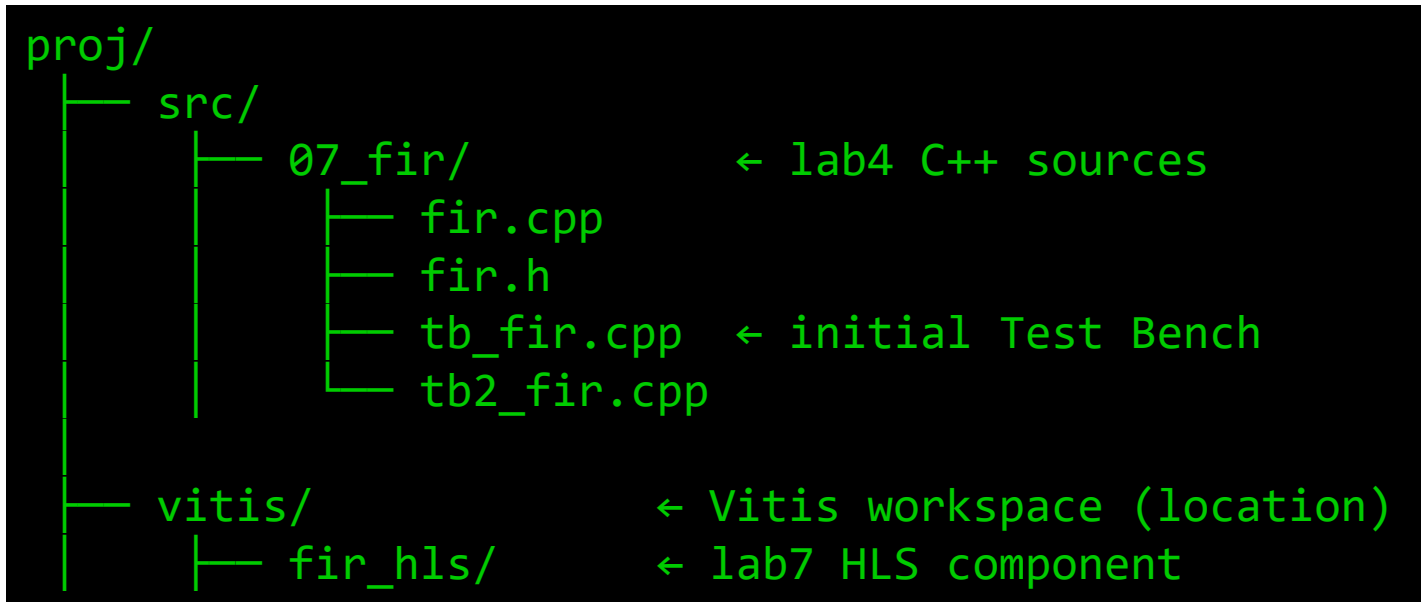 proj/
├── src/
│   ├── 07_fir/          ← lab4 C++ sources
│   │   ├── fir.cpp
│   │   ├── fir.h
│   │   ├── tb_fir.cpp  ← initial Test Bench
│   │   └── tb2_fir.cpp
├── vitis/             ← Vitis workspace (location)
│   ├── fir_hls/      ← lab7 HLS component